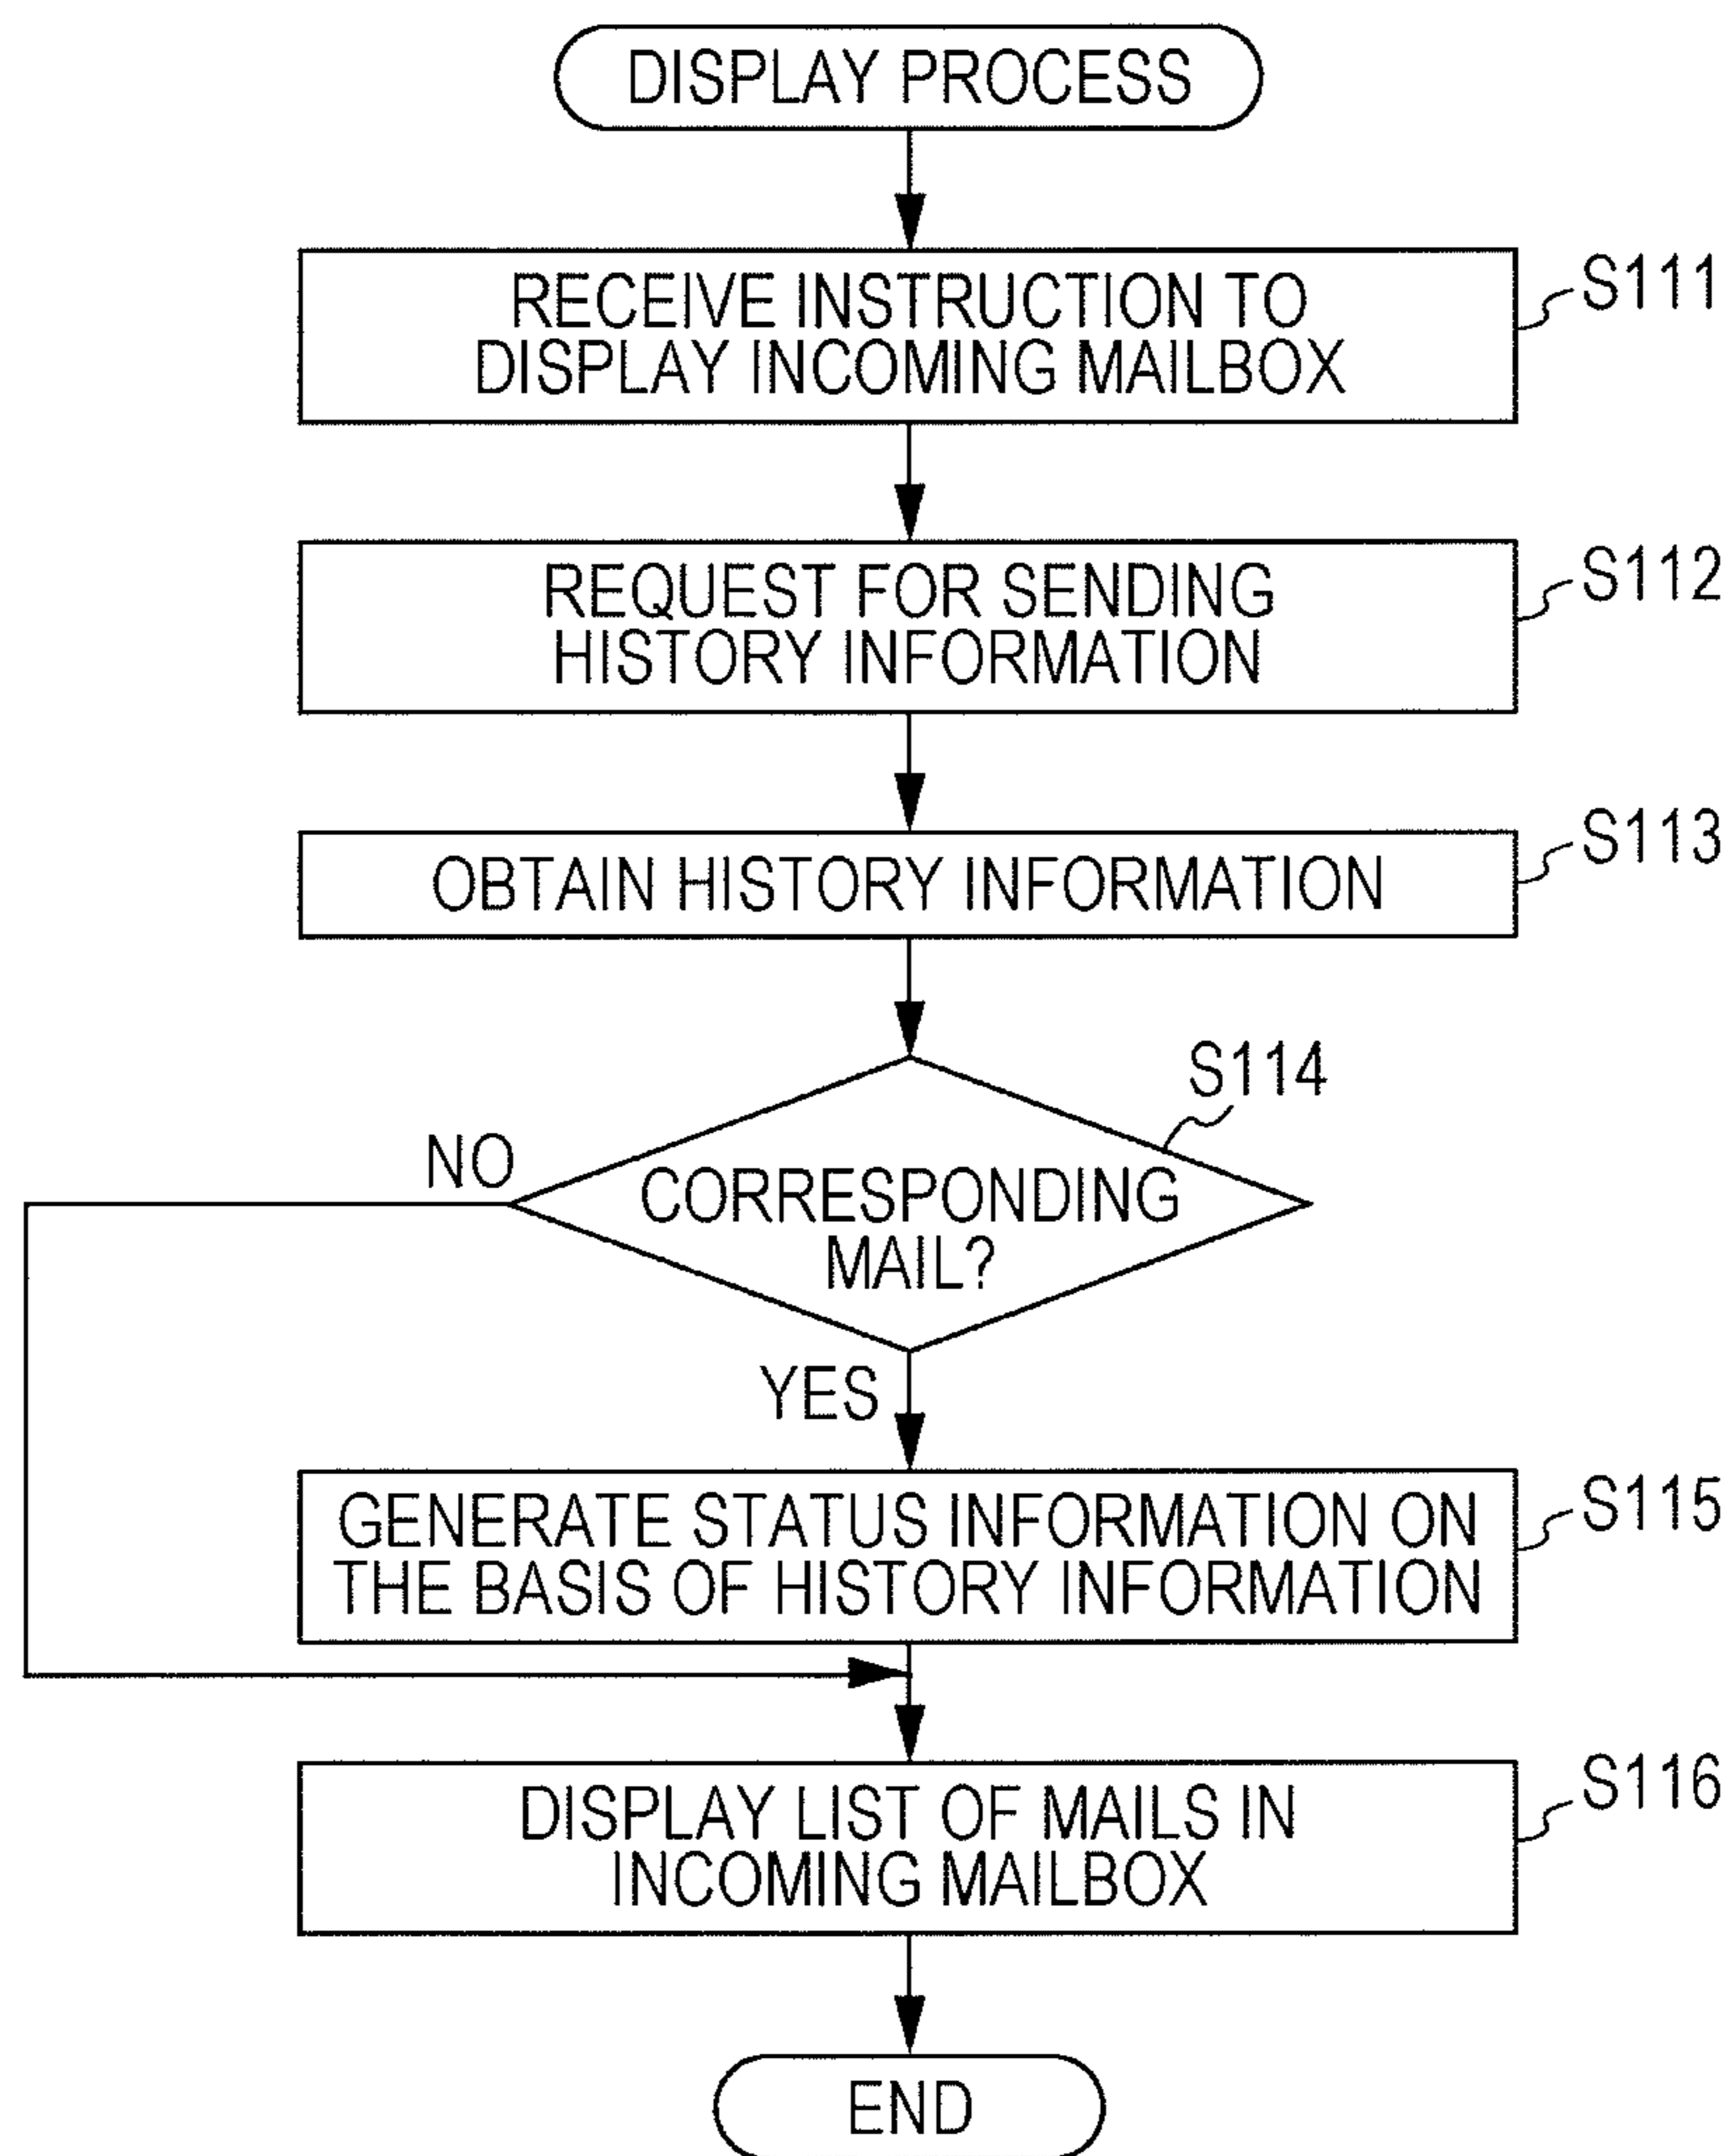 DISPLAY PROCESS
RECEIVE INSTRUCTION TO
DISPLAY INCOMING MAILBOX
S111
REQUEST FOR SENDING
HISTORY INFORMATION
S112
OBTAIN HISTORY INFORMATION
S113
S114
NO
CORRESPONDING
MAIL?
YES
GENERATE STATUS INFORMATION ON
THE BASIS OF HISTORY INFORMATION
S115
DISPLAY LIST OF MAILS IN
INCOMING MAILBOX
S116
END